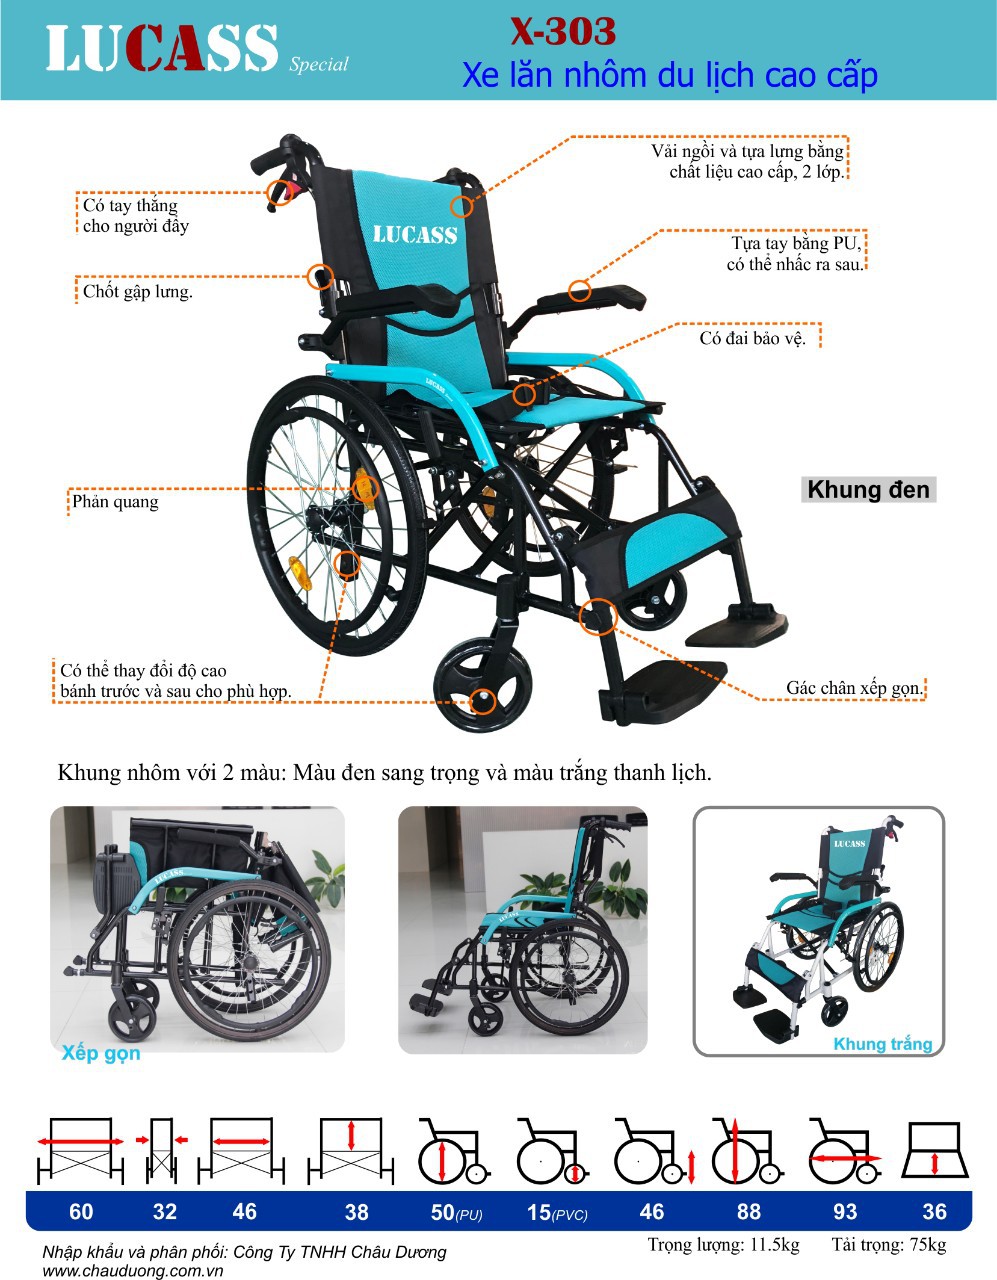 LUCASS Special
X-303
Xe lăn nhôm du lịch cao cấp
Vải ngồi và tựa lưng bằng
chất liệu cao cấp, 2 lớp.
Có tay thắng
cho người đây
Tựa tay bằng PU,
có thể nhấc ra sau.
Chốt gập lưng.
Có đai bảo vệ.
LUCASS
LUCASS
Phản quang
Khung đen
Có thể thay đổi độ cao
bánh trước và sau cho phù hợp.
Gác chân xếp gọn.
Khung nhôm với 2 màu: Màu đen sang trọng và màu trắng thanh lịch.
LUCASS
LUCASS
LUCASS
Xếp gọn
Khung trắng
60 32 46 38 50(PU) 15(PVC) 46 88 93 36
Nhập khẩu và phân phối: Công Ty TNHH Châu Dương
www.chauduong.com.vn
Trọng lượng: 11.5kg Tải trọng: 75kg